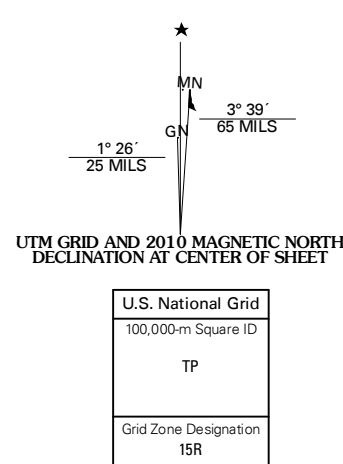 MN
3° 39´
65 MILS
GN
1° 26´
25 MILS
UTM GRID AND 2010 MAGNETIC NORTH
DECLINATION AT CENTER OF SHEET
U.S. National Grid
100,000-m Square ID
TP
Grid Zone Designation
15R